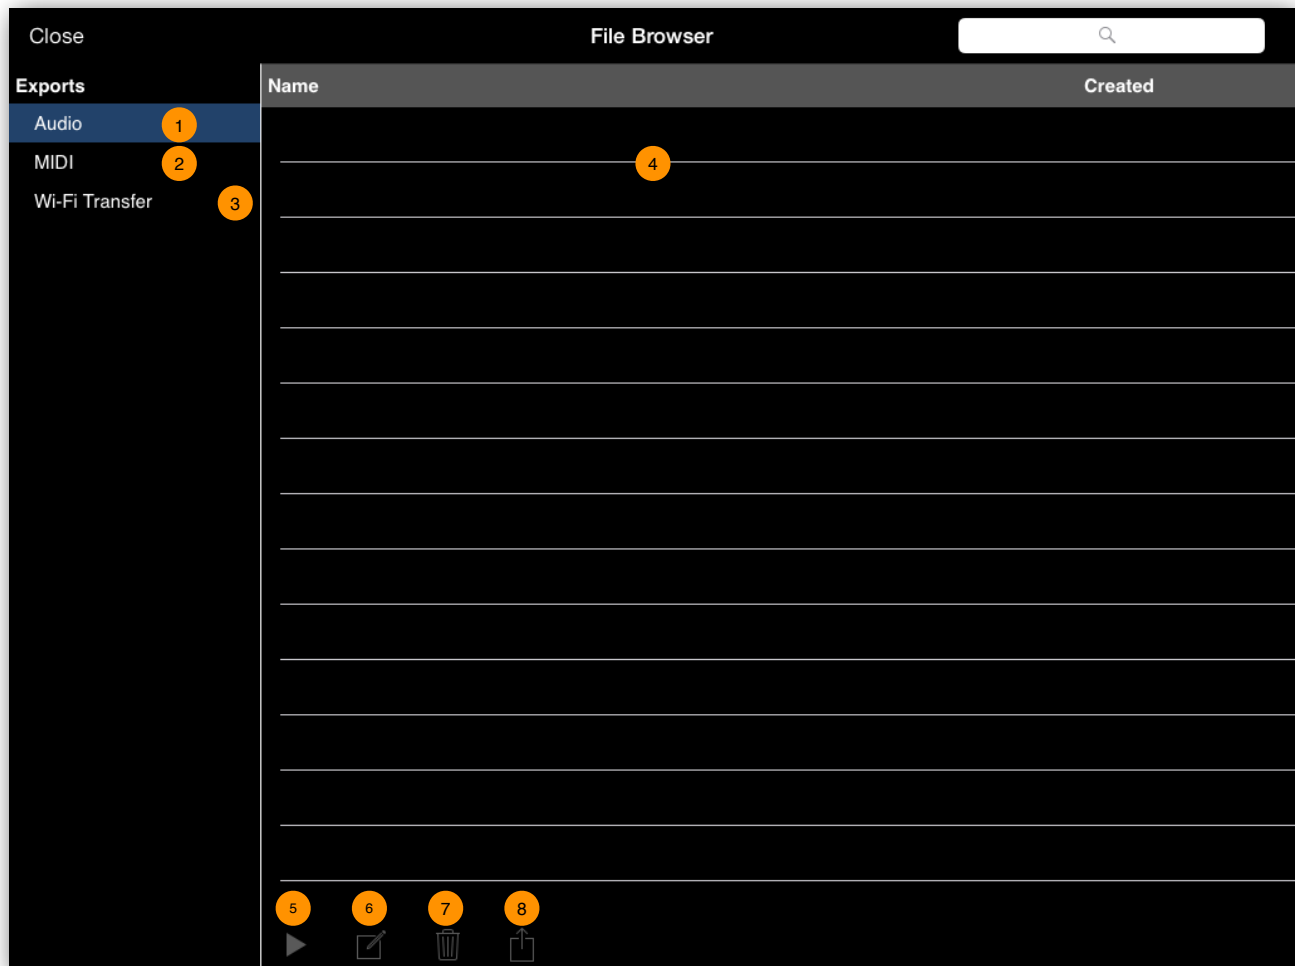 Close File Browser
Exports Name Created
Audio 1
MIDI 2 4
Wi-Fi Transfer 3
5 6 7 8